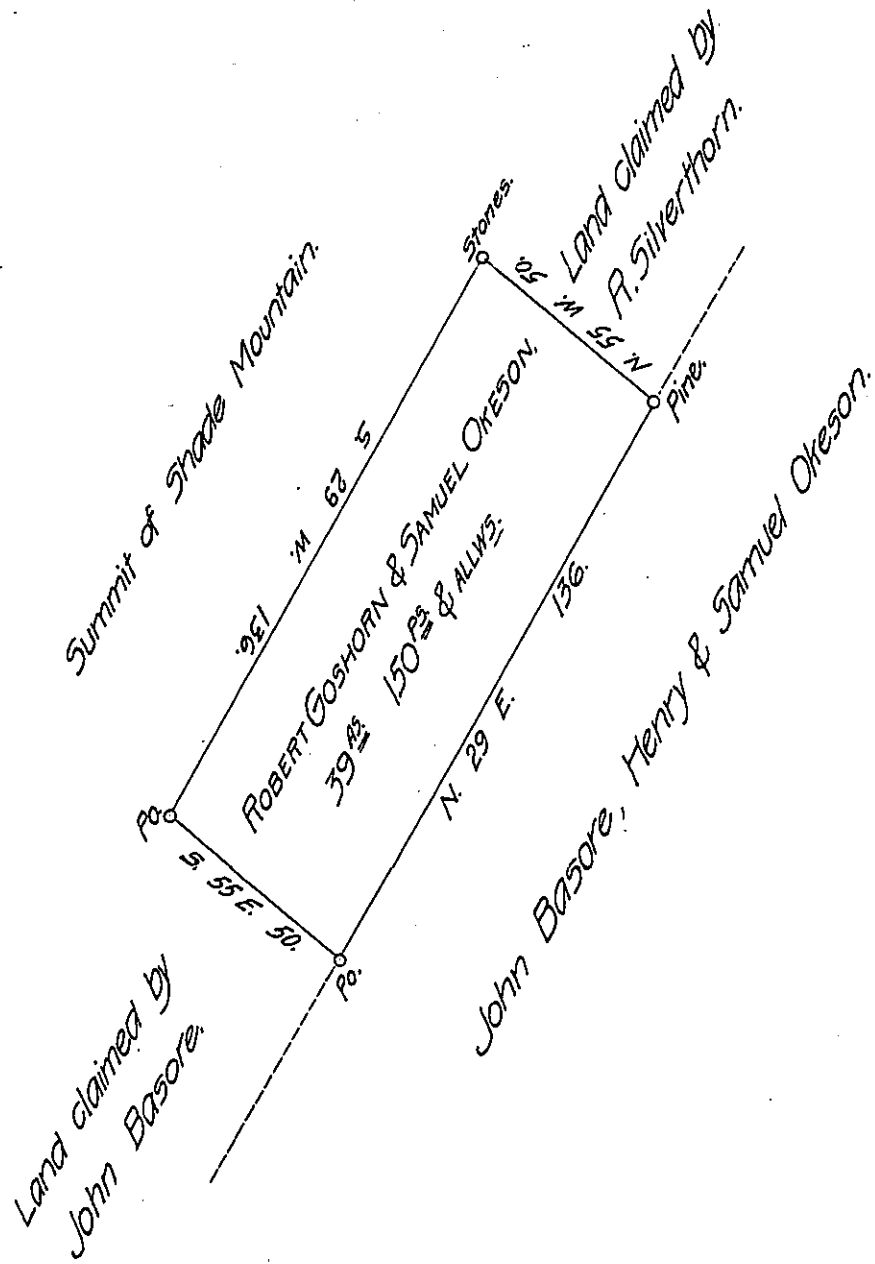 Summit of Shade Mountain.
Land claimed by
R. Silverthorn.
Stones.
N. 55 W. 50.
Pine.
S 29 W. 136.
ROBERT GOSHORN & SAMUEL OKESON,
39 AS. 150 PS. & ALLWS.
N. 29 E. 136.
Po.
S. 55 E. 50.
Po.
John Basore, Henry & Samuel Okeson.
Land claimed by
John Basore.